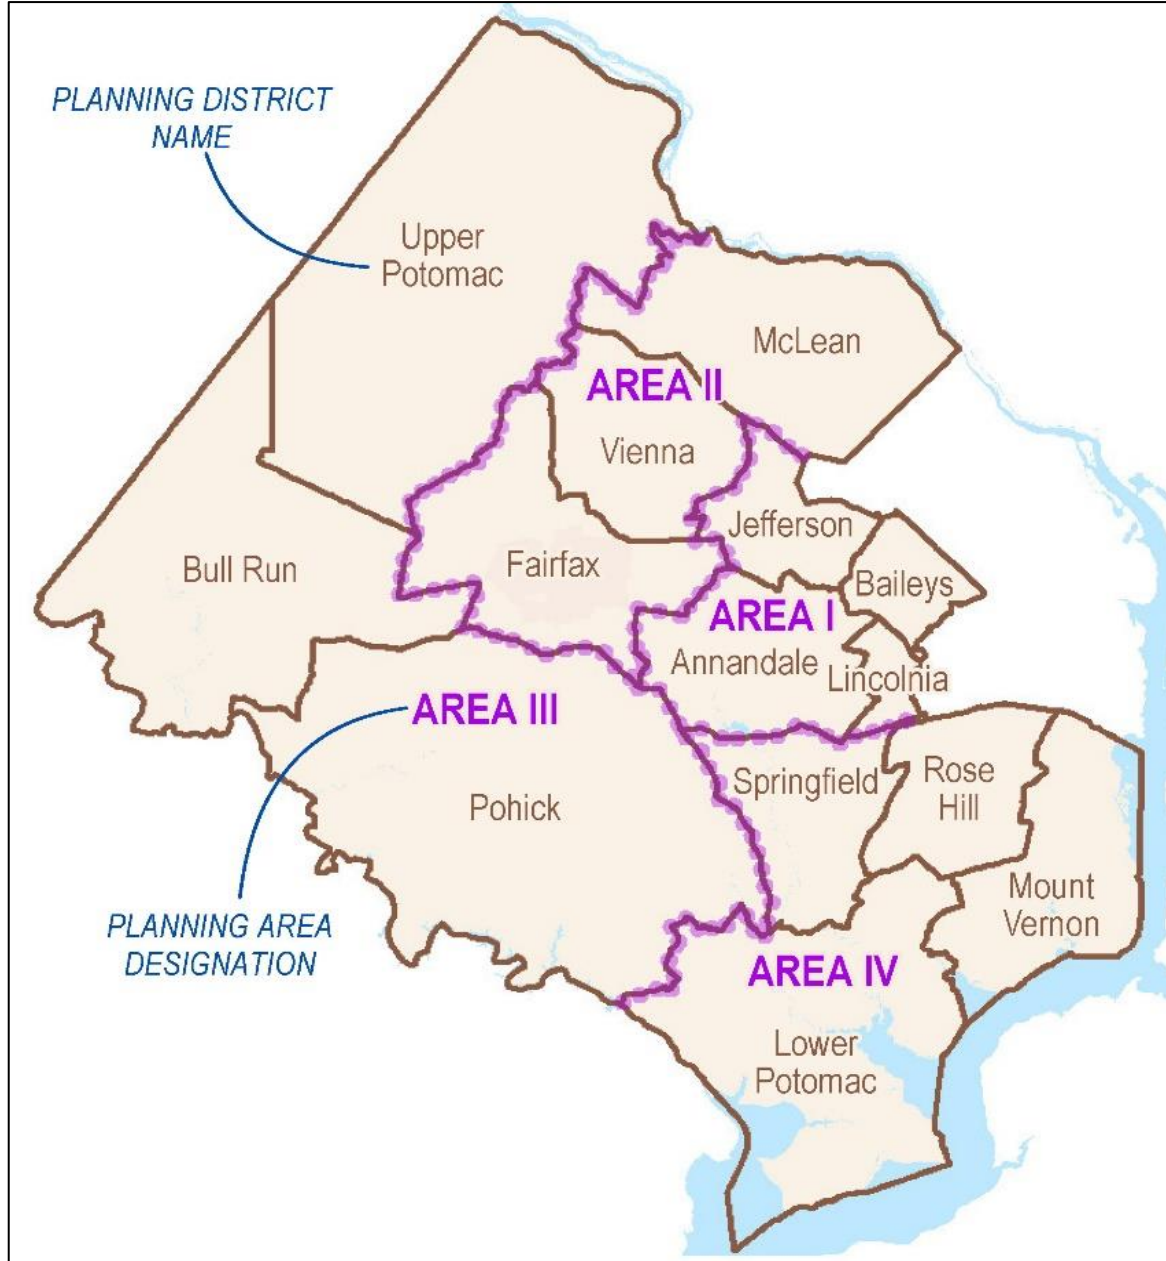 PLANNING DISTRICT
NAME
Upper
Potomac
McLean
AREA II
Vienna
Jefferson
Bull Run
Fairfax
Baileys
AREA I
Annandale
Lincolnia
AREA III
Springfield
Rose
Hill
Pohick
Mount
Vernon
PLANNING AREA
DESIGNATION
AREA IV
Lower
Potomac